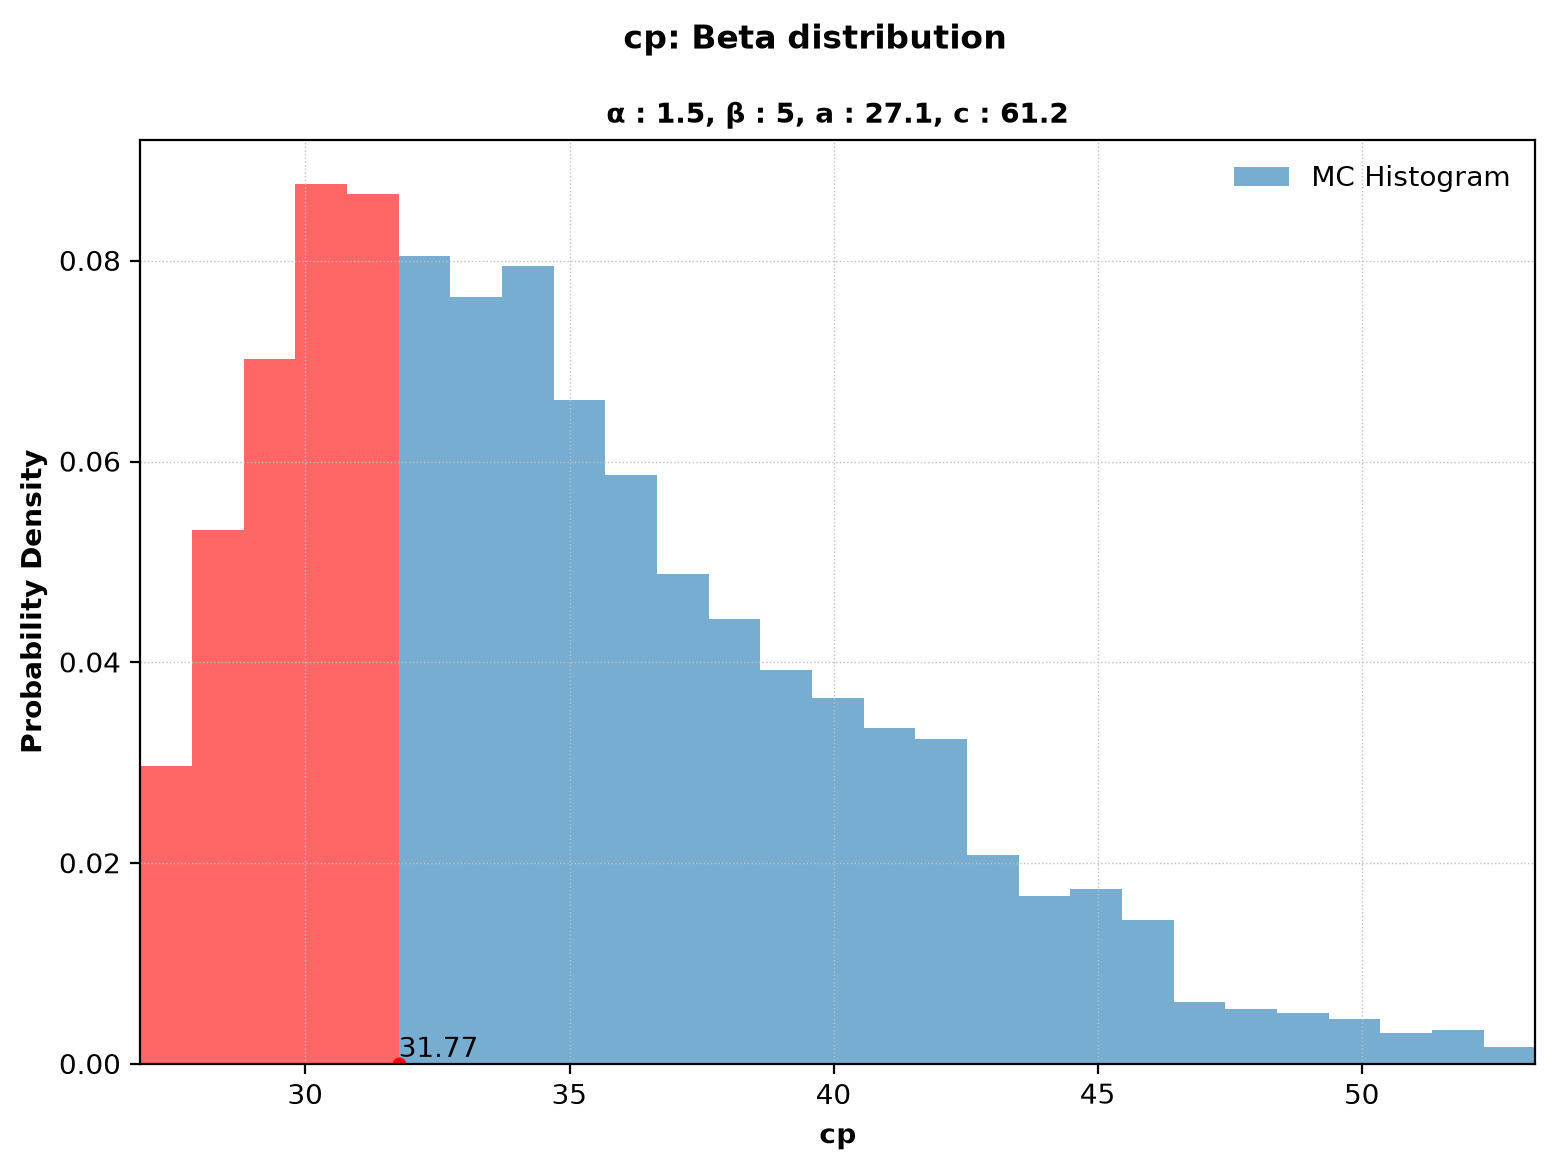 cp: Beta distribution
α : 1.5, β : 5, a : 27.1, c : 61.2
MC Histogram
Probability Density
0.08
0.06
0.04
0.02
0.00
31.77
30 35 40 45 50
cp